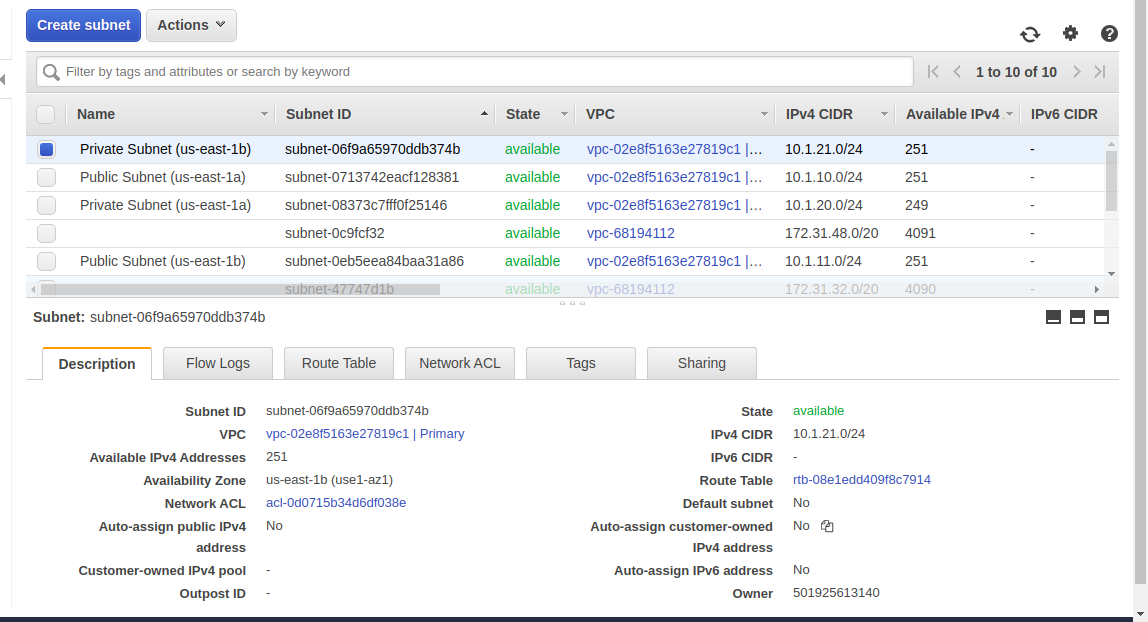 Create subnet Actions
Filter by tags and attributes or search by keyword 1 to 10 of 10
Name Subnet ID State VPC IPv4 CIDR Available IPv4 IPv6 CIDR
Private Subnet (us-east-1b) subnet-06f9a65970ddb374b available vpc-02e8f5163e27819c1 |... 10.1.21.0/24 251 -
Public Subnet (us-east-1a) subnet-0713742eacf128381 available vpc-02e8f5163e27819c1 |... 10.1.10.0/24 251 -
Private Subnet (us-east-1a) subnet-08373c7fff0f25146 available vpc-02e8f5163e27819c1 |... 10.1.20.0/24 249 -
subnet-0c9fcf32 available vpc-68194112 172.31.48.0/20 4091 -
Public Subnet (us-east-1b) subnet-0eb5eea84baa31a86 available vpc-02e8f5163e27819c1 |... 10.1.11.0/24 251 -
subnet-47747d1b available vpc-68194112 172.31.32.0/20 4090 -
Subnet: subnet-06f9a65970ddb374b
Description Flow Logs Route Table Network ACL Tags Sharing
Subnet ID subnet-06f9a65970ddb374b State available
VPC vpc-02e8f5163e27819c1 | Primary IPv4 CIDR 10.1.21.0/24
Available IPv4 Addresses 251 IPv6 CIDR -
Availability Zone us-east-1b (use1-az1) Route Table rtb-08e1edd409f8c7914
Network ACL acl-0d0715b34d6df038e Default subnet No
Auto-assign public IPv4 address No Auto-assign customer-owned IPv4 address No
Customer-owned IPv4 pool - Auto-assign IPv6 address No
Outpost ID - Owner 501925613140